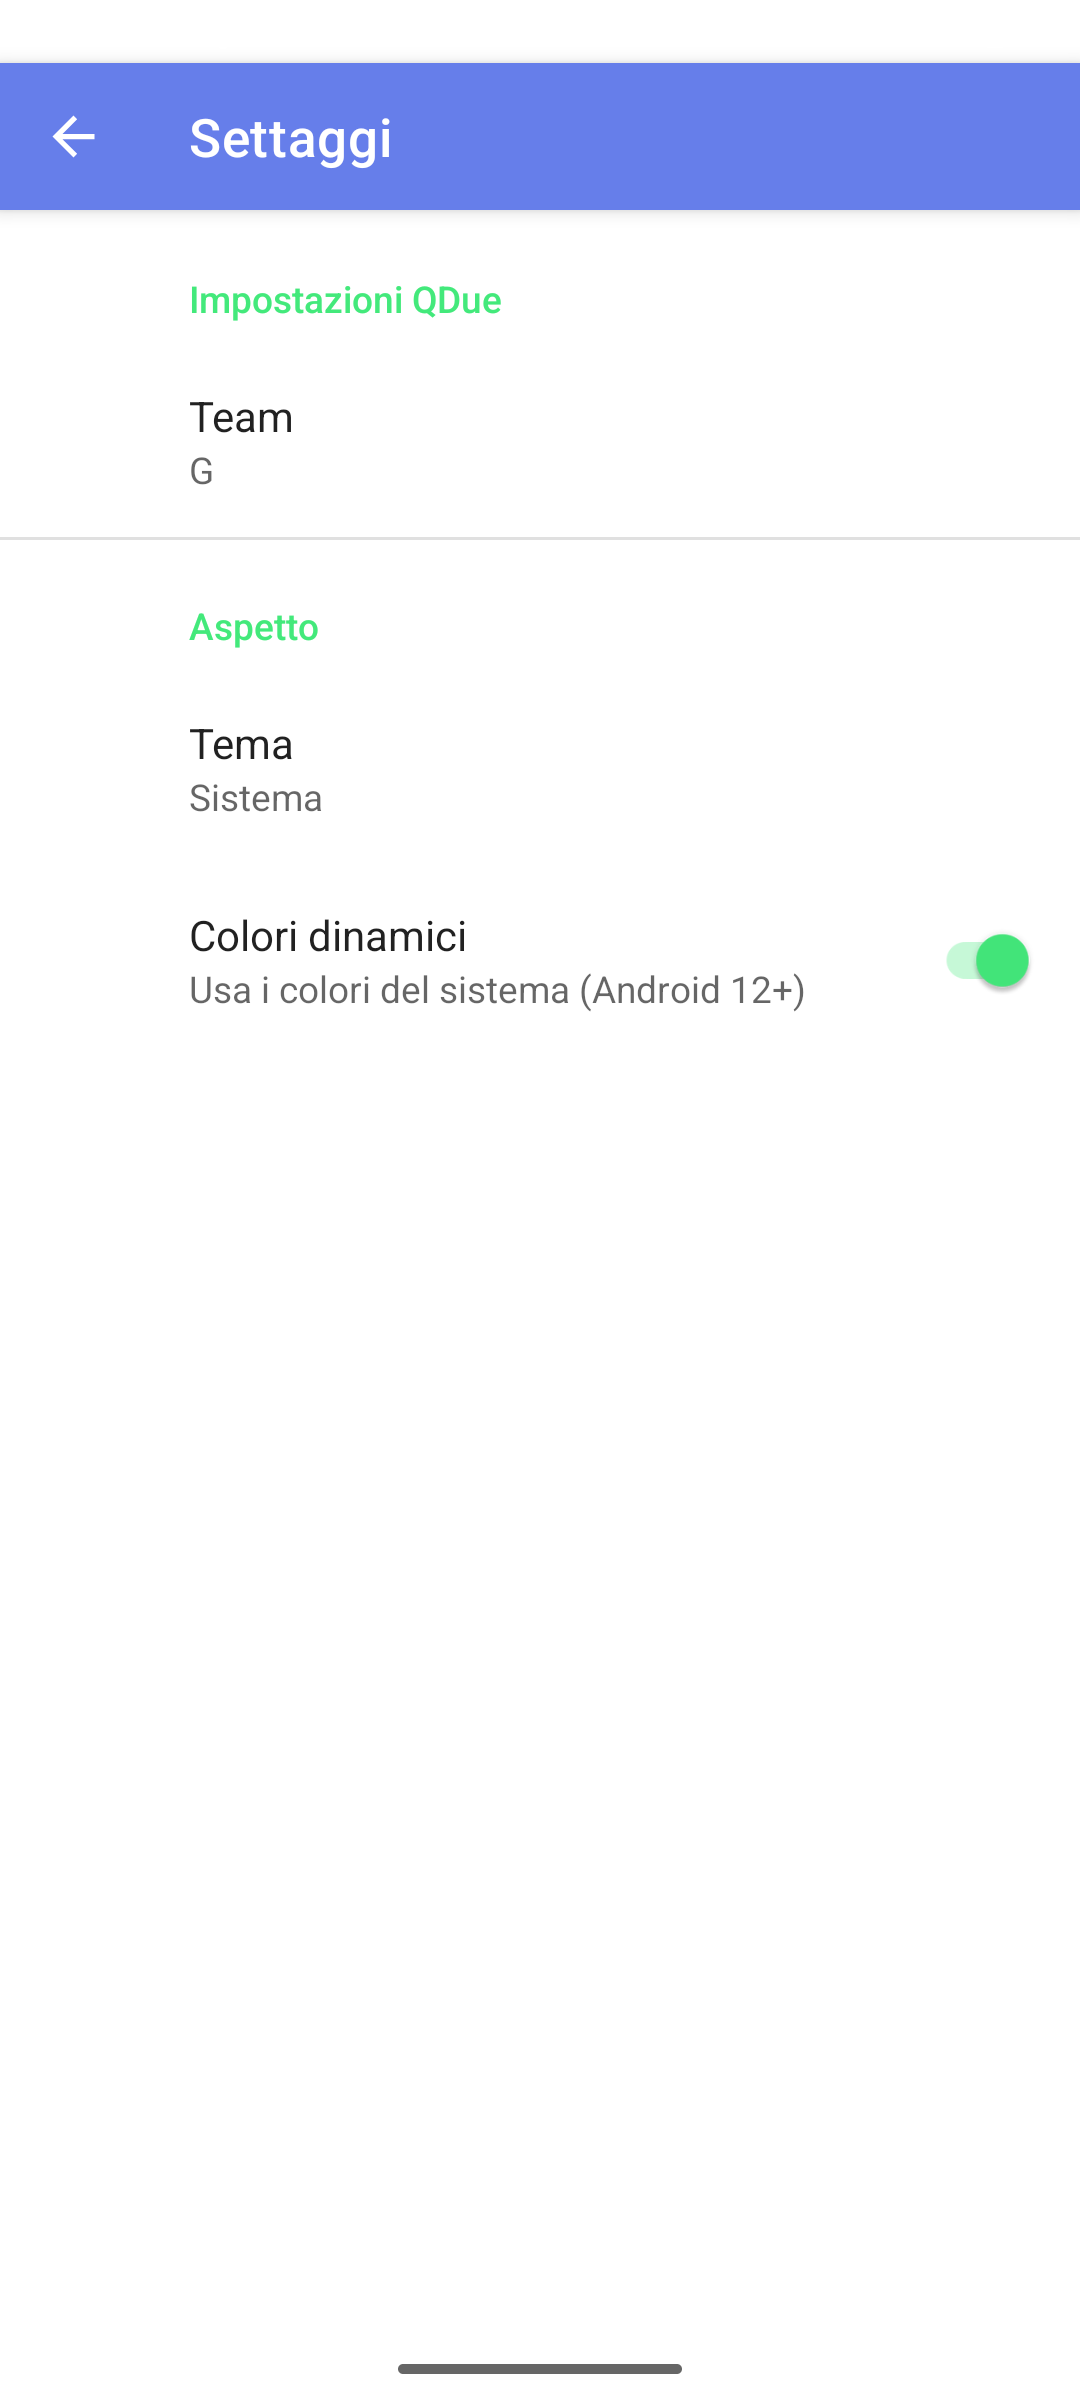 Settaggi
Impostazioni QDue
Team
G
Aspetto
Tema
Sistema
Colori dinamici
Usa i colori del sistema (Android 12+)